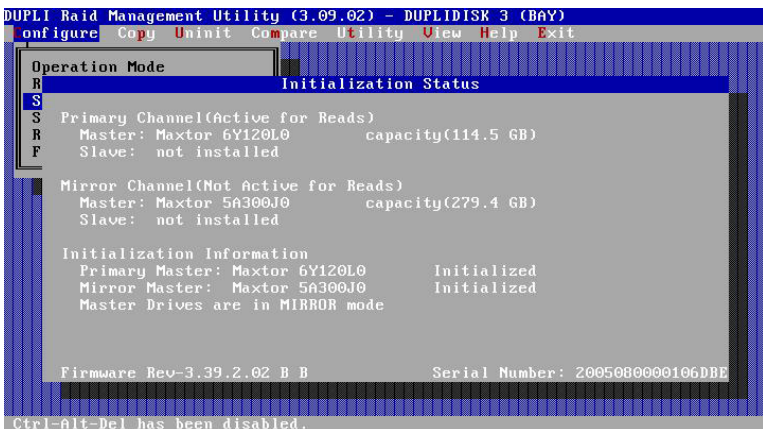 DUPLI Raid Management Utility (3.09.02) - DUPLIDISK 3 (BAY)
Configure Copy Uninit Compare Utility View Help Exit
Operation Mode
R
Initialization Status
S
S
Primary Channel(Active for Reads)
R
Master: Maxtor 6Y120L0 capacity(114.5 GB)
F
Slave: not installed
Mirror Channel(Not Active for Reads)
Master: Maxtor 5A300J0 capacity(279.4 GB)
Slave: not installed
Initialization Information
Primary Master: Maxtor 6Y120L0 Initialized
Mirror Master: Maxtor 5A300J0 Initialized
Master Drives are in MIRROR mode
Firmware Rev-3.39.2.02 B B Serial Number: 2005080000106DBE
Ctrl-Alt-Del has been disabled.